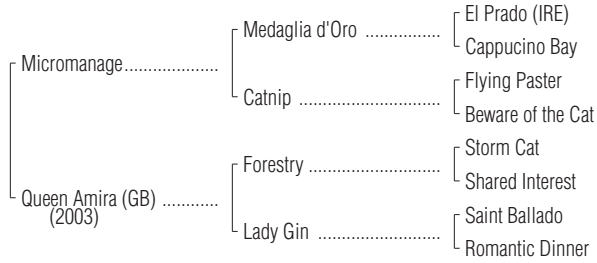 El Prado (IRE)
Medaglia d'Oro ..................
Cappucino Bay
Micromanage......................
Flying Paster
Catnip .................................
Beware of the Cat
Storm Cat
Forestry ...............................
Shared Interest
Queen Amira (GB) .............
(2003)
Saint Ballado
Lady Gin .............................
Romantic Dinner